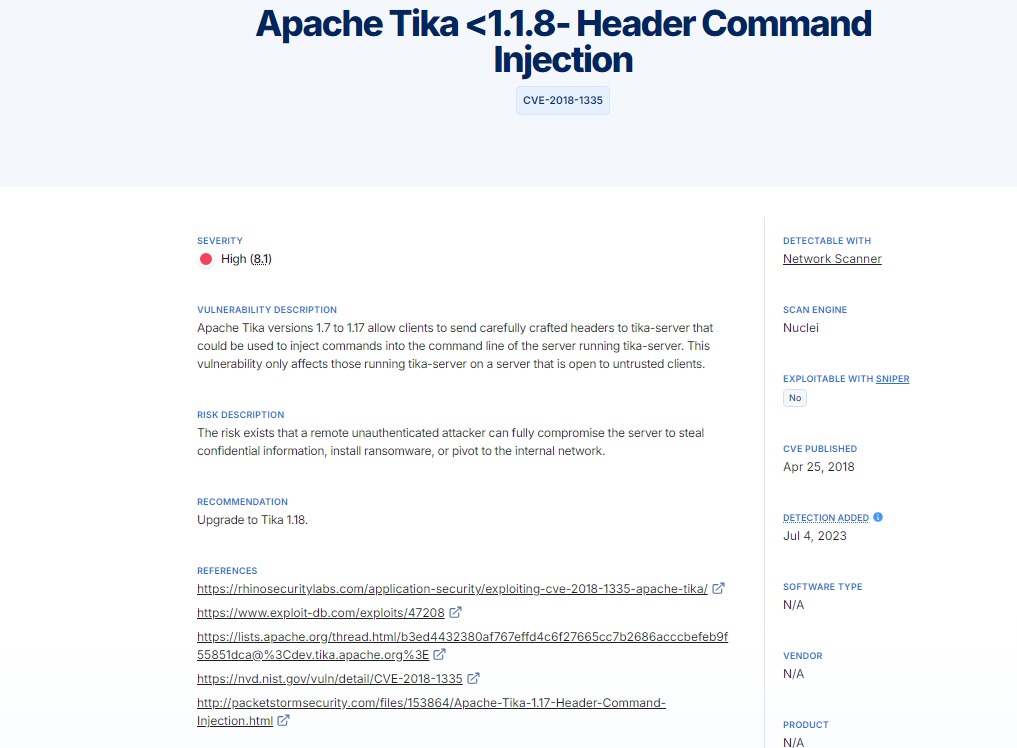 Apache Tika <1.1.8- Header Command
Injection
CVE-2018-1335
SEVERITY
High (8.1)
VULNERABILITY DESCRIPTION
Apache Tika versions 1.7 to 1.17 allow clients to send carefully crafted headers to tika-server that
could be used to inject commands into the command line of the server running tika-server. This
vulnerability only affects those running tika-server on a server that is open to untrusted clients.
RISK DESCRIPTION
The risk exists that a remote unauthenticated attacker can fully compromise the server to steal
confidential information, install ransomware, or pivot to the internal network.
RECOMMENDATION
Upgrade to Tika 1.18.
REFERENCES
https://rhinosecuritylabs.com/application-security/exploiting-cve-2018-1335-apache-tika/
https://www.exploit-db.com/exploits/47208
https://lists.apache.org/thread.html/b3ed4432380af767effd4c6f27665cc7b2686acccbefeb9f
55851dca@%3Cdev.tika.apache.org%3E
https://nvd.nist.gov/vuln/detail/CVE-2018-1335
http://packetstormsecurity.com/files/153864/Apache-Tika-1.17-Header-Command-
Injection.html
DETECTABLE WITH
Network Scanner
SCAN ENGINE
Nuclei
EXPLOITABLE WITH SNIPER
No
CVE PUBLISHED
Apr 25, 2018
DETECTION ADDED
Jul 4, 2023
SOFTWARE TYPE
N/A
VENDOR
N/A
PRODUCT
N/A